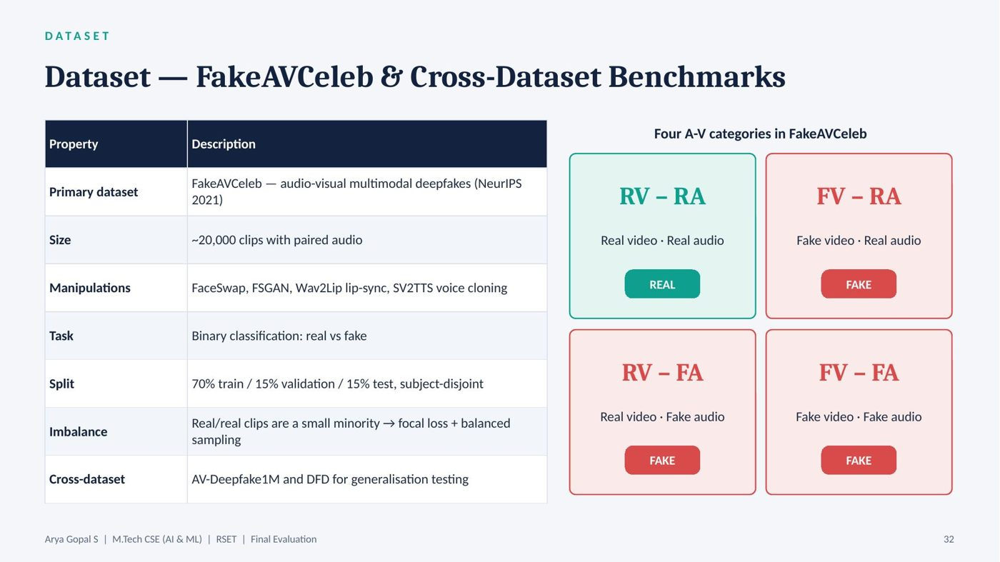 DATASET
Dataset — FakeAVCeleb & Cross-Dataset Benchmarks
Property Description
Primary dataset FakeAVCeleb — audio-visual multimodal deepfakes (NeurIPS
2021)
Size ~20,000 clips with paired audio
Manipulations FaceSwap, FSGAN, Wav2Lip lip-sync, SV2TTS voice cloning
Task Binary classification: real vs fake
Split 70% train / 15% validation / 15% test, subject-disjoint
Imbalance Real/real clips are a small minority → focal loss + balanced
sampling
Cross-dataset AV-Deepfake1M and DFD for generalisation testing
Four A-V categories in FakeAVCeleb
RV – RA
Real video · Real audio
REAL
FV – RA
Fake video · Real audio
FAKE
RV – FA
Real video · Fake audio
FAKE
FV – FA
Fake video · Fake audio
FAKE
Arya Gopal S | M.Tech CSE (AI & ML) | RSET | Final Evaluation
32